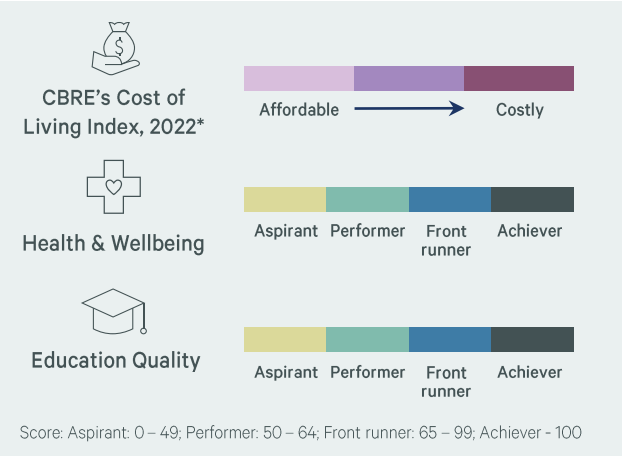 $
CBRE's Cost of
Living Index, 2022*
Affordable
Costly
Health & Wellbeing
Aspirant
Performer
Front
runner
Achiever
Education Quality
Aspirant
Performer
Front
runner
Achiever
Score: Aspirant: 0 – 49; Performer: 50 – 64; Front runner: 65 – 99; Achiever - 100